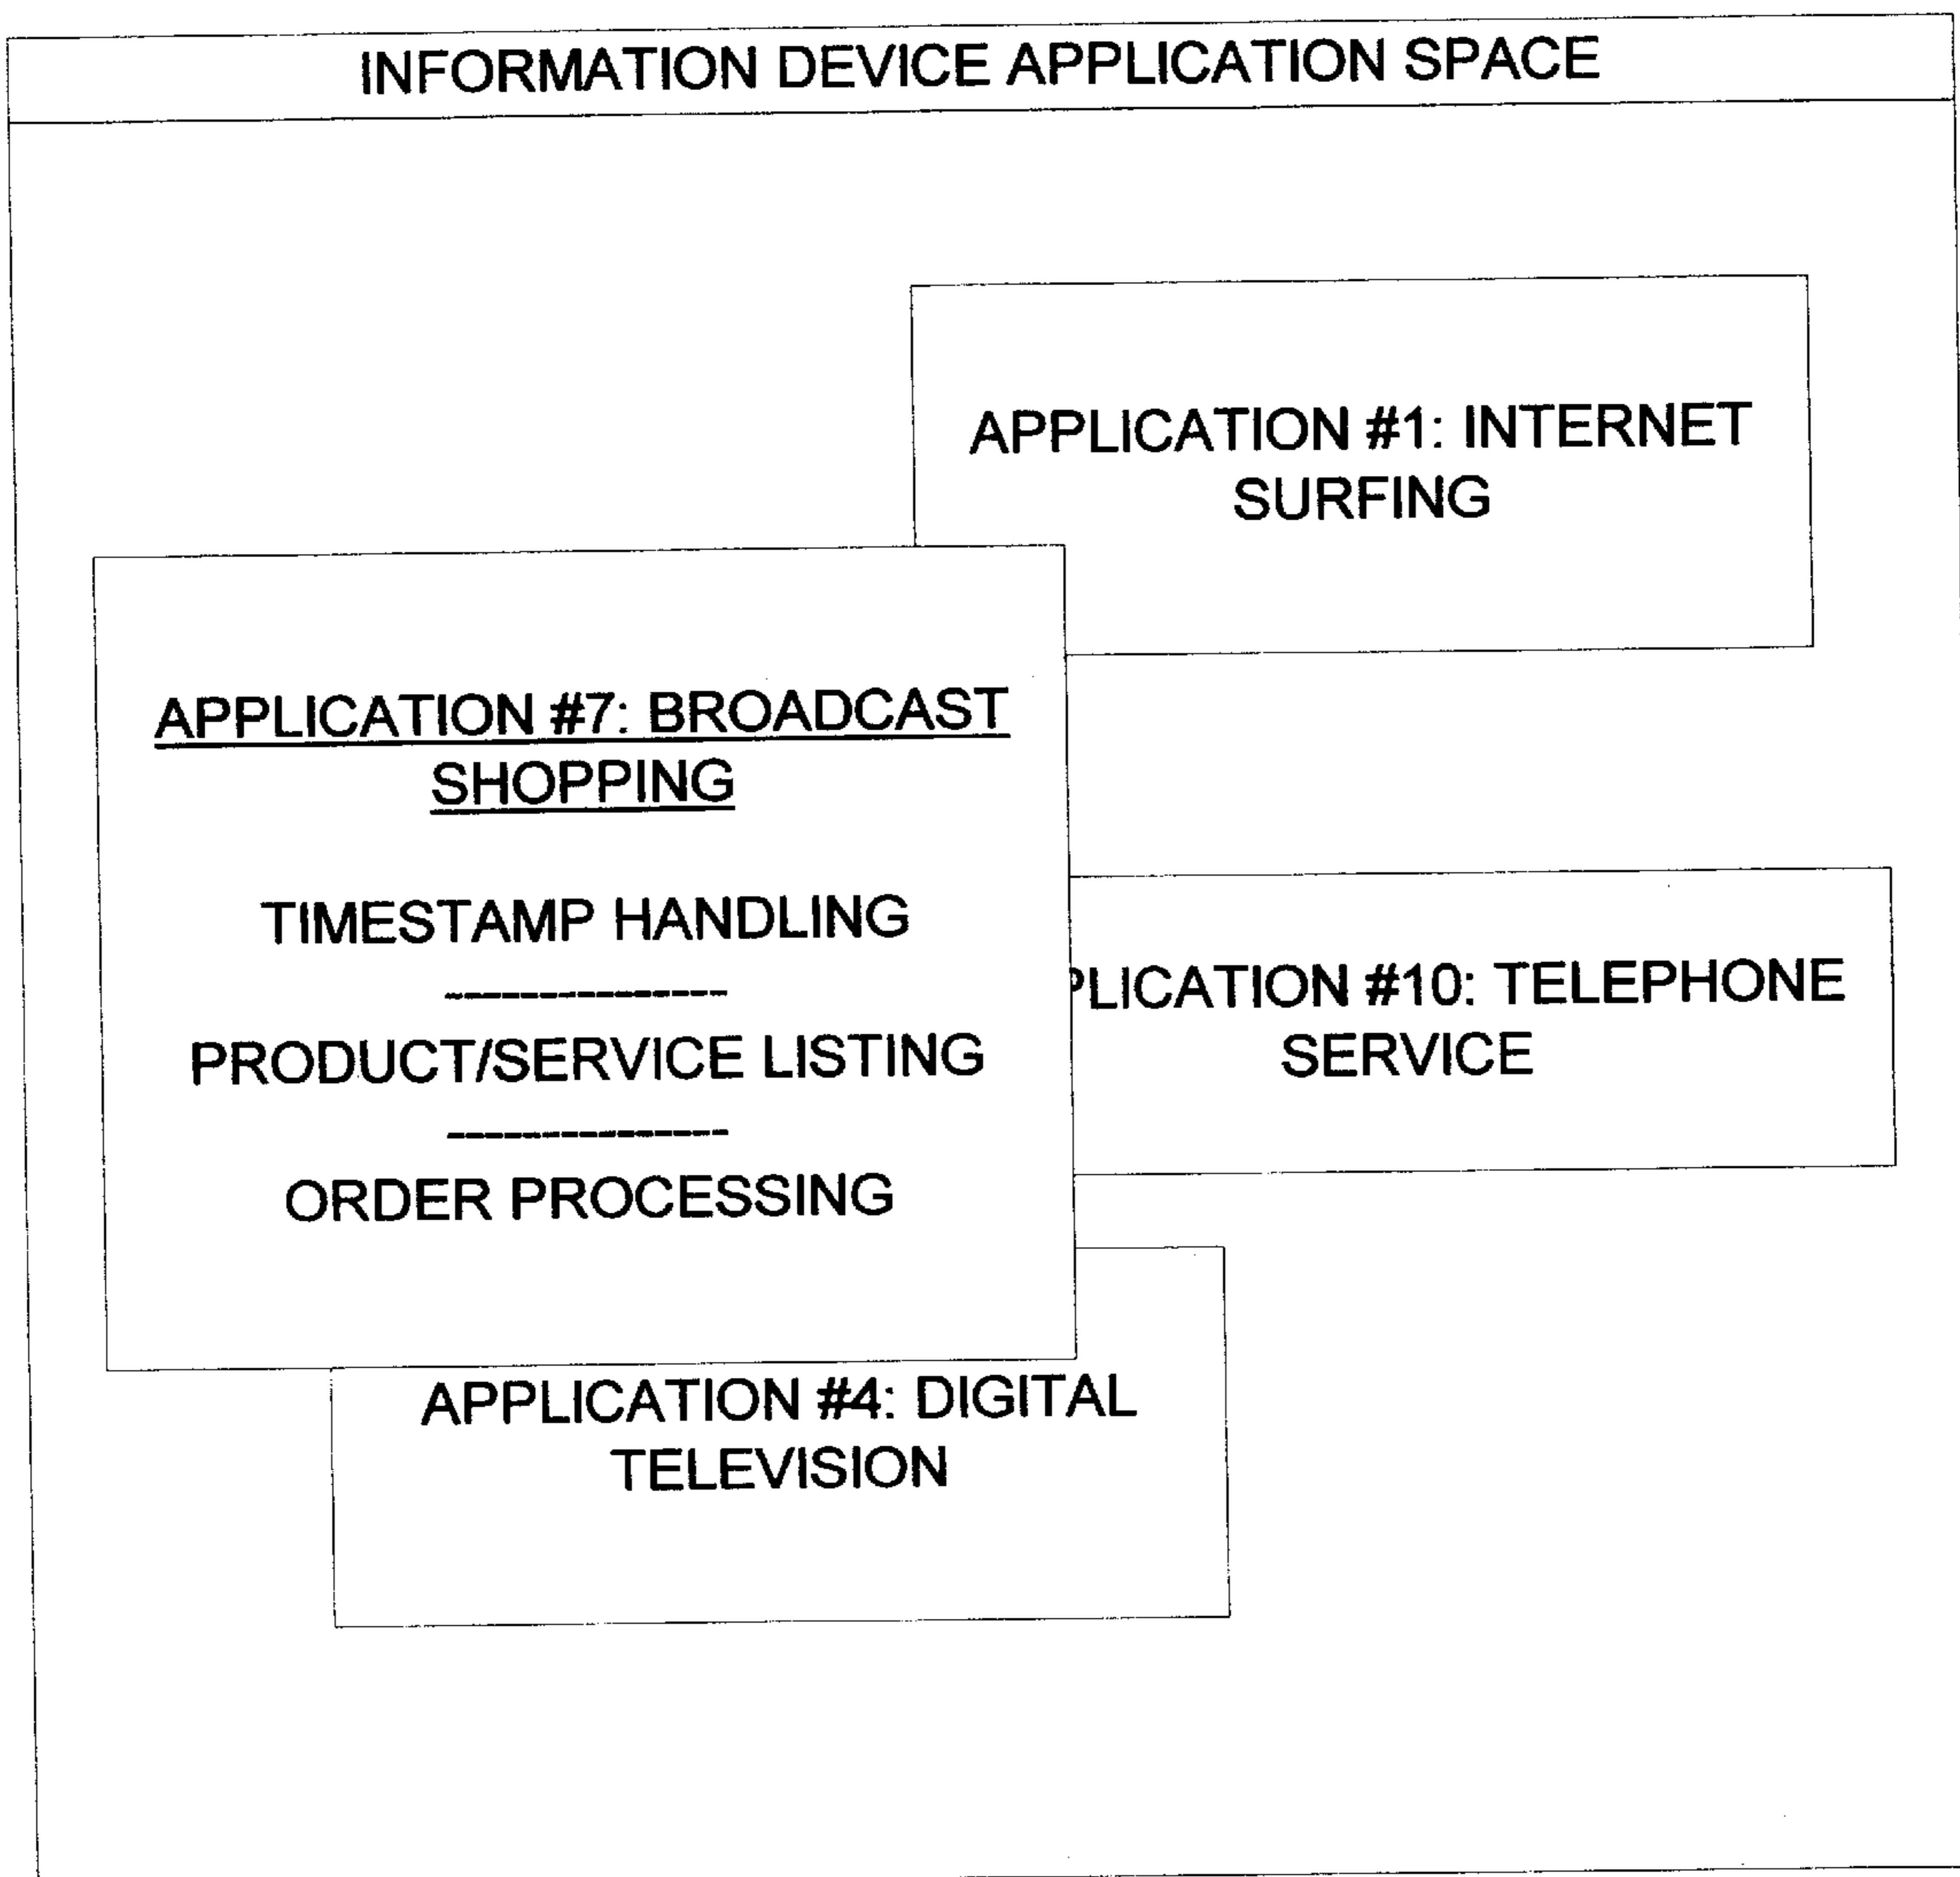 INFORMATION DEVICE APPLICATION SPACE
APPLICATION #1: INTERNET
SURFING
APPLICATION #7: BROADCAST
SHOPPING
TIMESTAMP HANDLING
---------------
PRODUCT/SERVICE LISTING
---------------
ORDER PROCESSING
PLICATION #10: TELEPHONE
SERVICE
APPLICATION #4: DIGITAL
TELEVISION